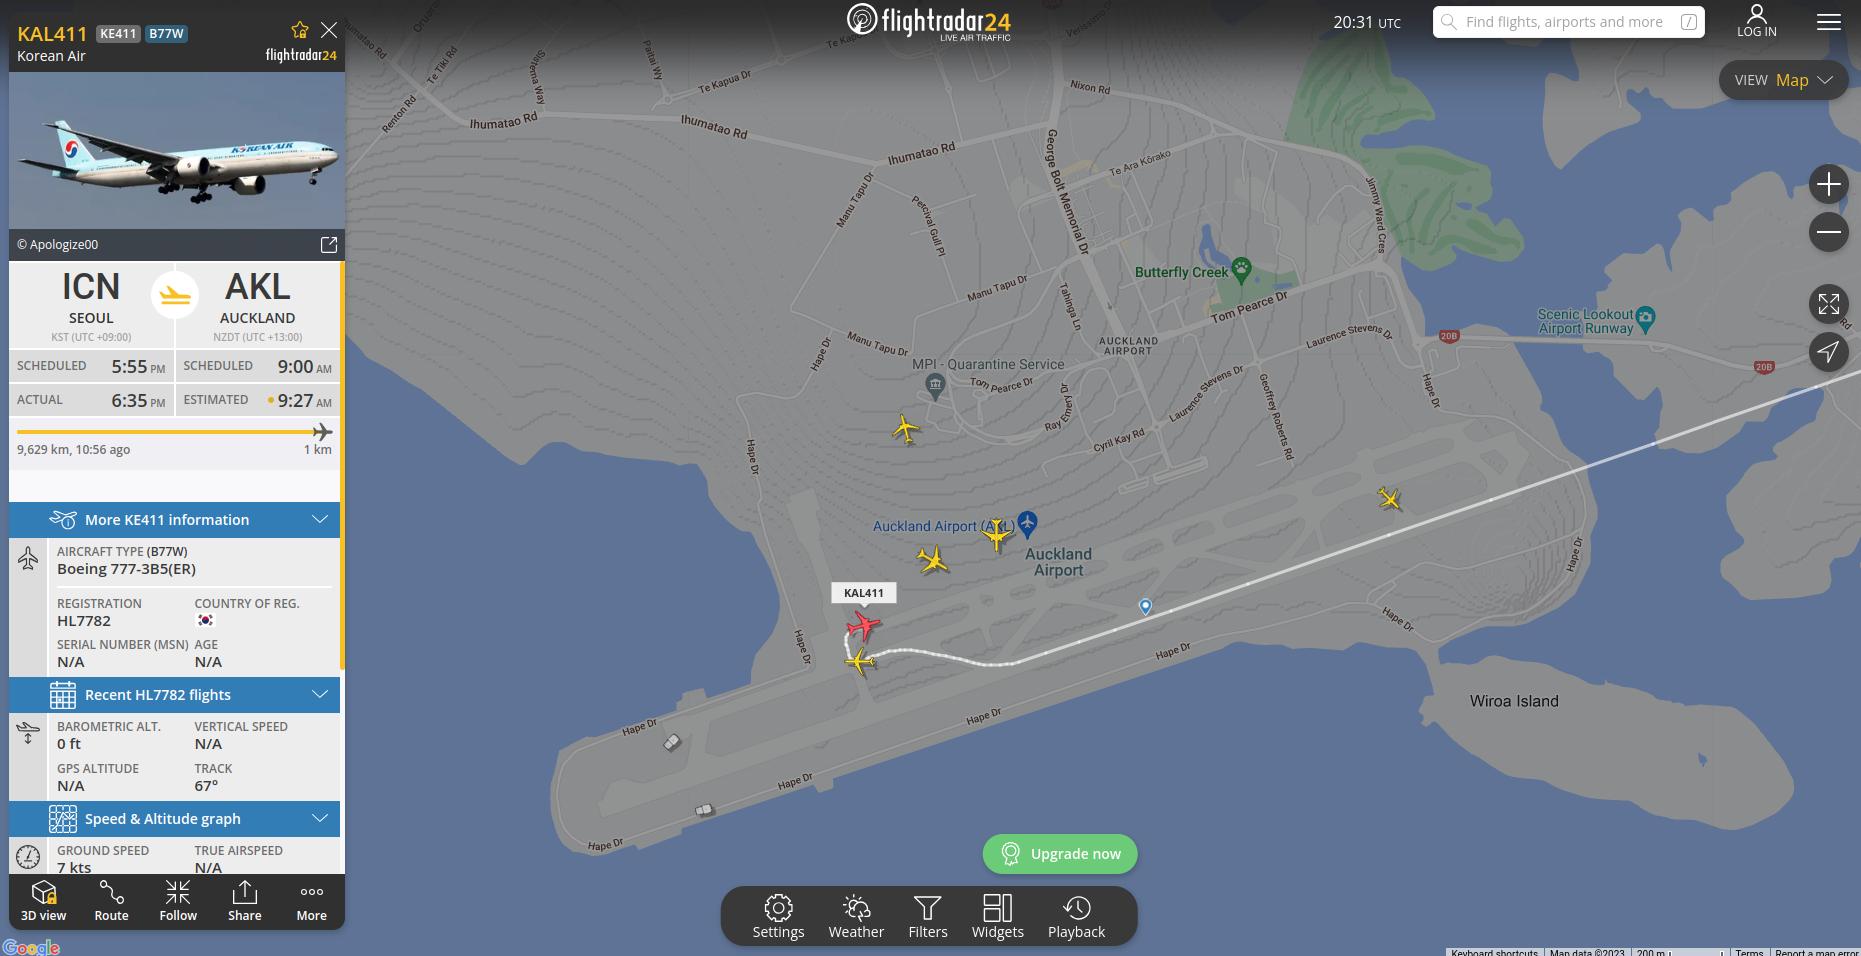 KAL411 KE411 B77W
Korean Air
flightradar24
© Apologize00
ICN AKL
SEOUL AUCKLAND
KST (UTC +09:00) NZDT (UTC +13:00)
SCHEDULED 5:55 PM SCHEDULED 9:00 AM
ACTUAL 6:35 PM ESTIMATED 9:27 AM
9,629 km, 10:56 ago 1 km
More KE411 information
AIRCRAFT TYPE (B77W)
Boeing 777-3B5(ER)
REGISTRATION COUNTRY OF REG.
HL7782
SERIAL NUMBER (MSN) AGE
N/A N/A
Recent HL7782 flights
BAROMETRIC ALT. VERTICAL SPEED
0 ft N/A
GPS ALTITUDE TRACK
N/A 67°
Speed & Altitude graph
GROUND SPEED TRUE AIRSPEED
7 kts N/A
3D view Route Follow Share More
Google
flightradar24
LIVE AIR TRAFFIC
20:31 UTC
Find flights, airports and more /
LOG IN
VIEW Map
Renton Rd
Te Tiki Rd
Te Kapua Dr
Nixon Rd
Ihumatao Rd
Ihumatao Rd
Ihumatao Rd
George Bolt Memorial Dr
Te Ara Kōrako
Jimmy Ward Cres
Manu Tapu Dr
Percival Gull Pl
Butterfly Creek
Manu Tapu Dr
Tahinga Ln
Tom Pearce Dr
Scenic Lookout
Airport Runway
Laurence Stevens Dr
20B
20B
Hape Dr
Manu Tapu Dr
AUCKLAND
AIRPORT
MPI - Quarantine Service
Tom Pearce Dr
Ray Emery Dr
Laurence Stevens Dr
Geoffrey Roberts Rd
Hape Dr
Cyril Kay Rd
Hape Dr
Auckland Airport (AKL)
Auckland
Airport
Hape Dr
KAL411
Hape Dr
Hape Dr
Hape Dr
Wiroa Island
Hape Dr
Hape Dr
Hape Dr
Hape Dr
Upgrade now
Settings Weather Filters Widgets Playback
Keyboard shortcuts Map data ©2023 200 m Terms Report a map error